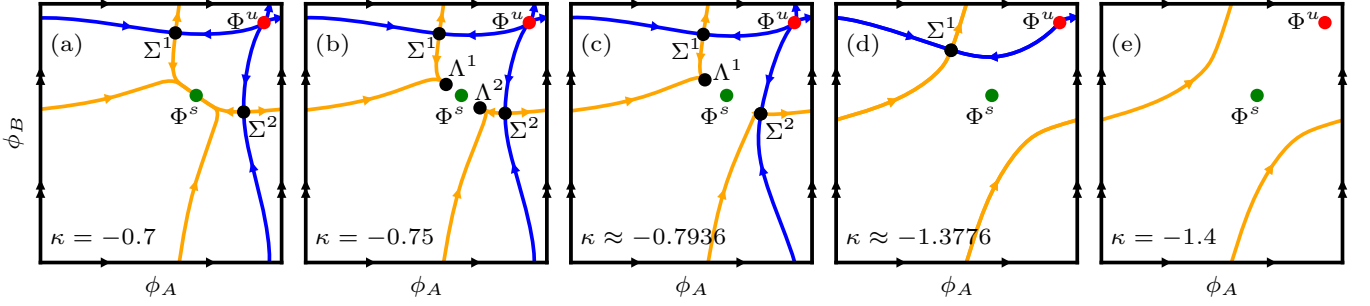 (a)
Φᵘ
Σ¹
Φˢ
Σ²
κ = −0.7
ϕ_A
ϕ_B
(b)
Φᵘ
Σ¹
Λ¹
Λ²
Φˢ
Σ²
κ = −0.75
ϕ_A
(c)
Φᵘ
Σ¹
Λ¹
Φˢ
Σ²
κ ≈ −0.7936
ϕ_A
(d)
Σ¹
Φᵘ
Φˢ
κ ≈ −1.3776
ϕ_A
(e)
Φᵘ
Φˢ
κ = −1.4
ϕ_A